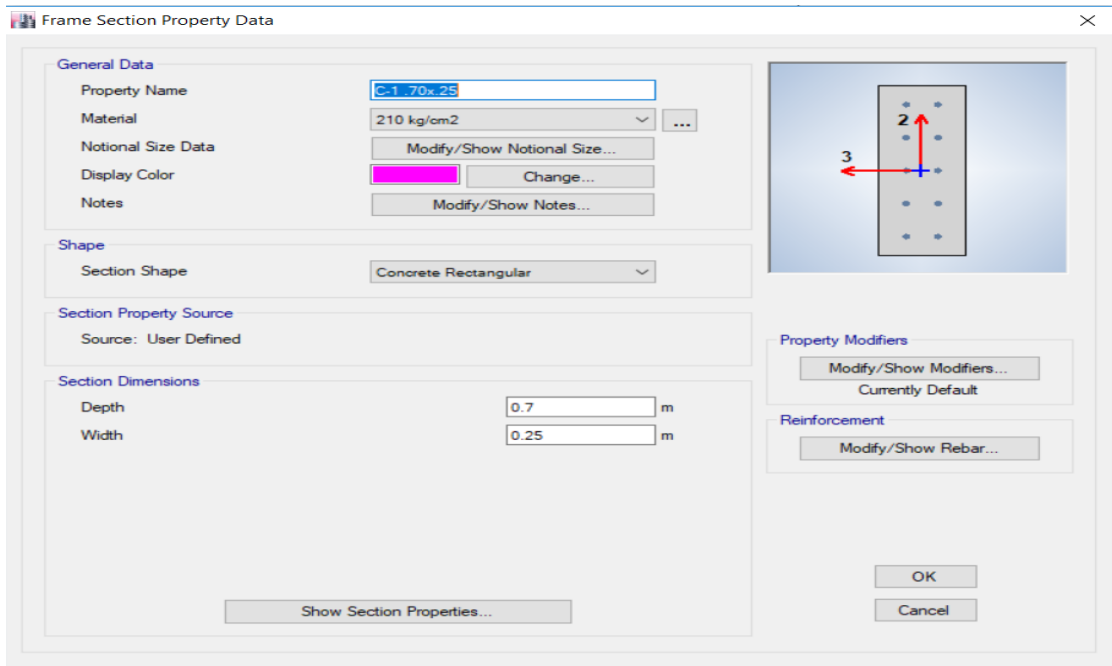 Frame Section Property Data
General Data
Property Name C-1 .70x.25
Material 210 kg/cm2 ...
Notional Size Data Modify/Show Notional Size...
Display Color Change...
Notes Modify/Show Notes...
2
3
Shape
Section Shape Concrete Rectangular
Section Property Source
Source: User Defined
Property Modifiers
Modify/Show Modifiers...
Currently Default
Section Dimensions
Depth 0.7 m
Width 0.25 m
Reinforcement
Modify/Show Rebar...
Show Section Properties...
OK
Cancel